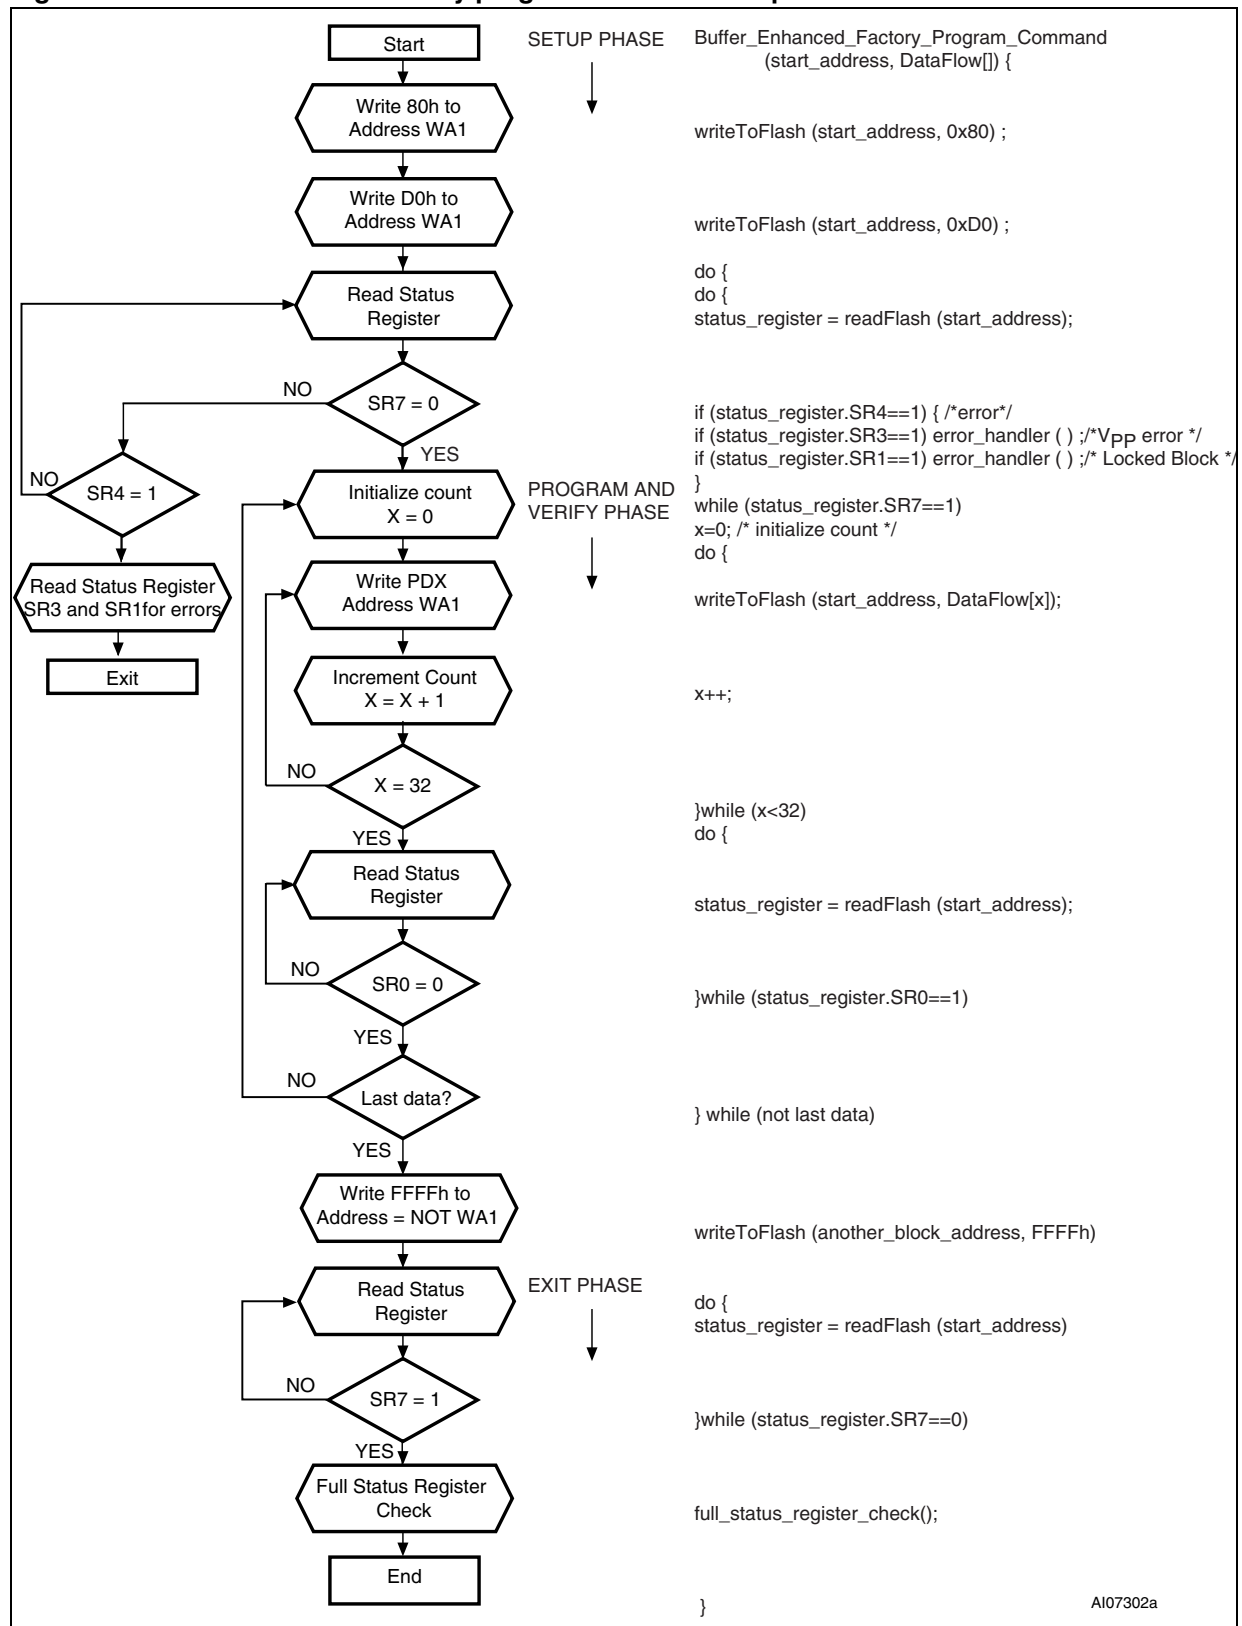 Start
Write 80h to
Address WA1
Write D0h to
Address WA1
Read Status
Register
NO
SR7 = 0
YES
NO
SR4 = 1
Initialize count
X = 0
Read Status Register
SR3 and SR1for errors
Exit
Write PDX
Address WA1
Increment Count
X = X + 1
NO
X = 32
YES
Read Status
Register
NO
SR0 = 0
YES
NO
Last data?
YES
Write FFFFh to
Address = NOT WA1
Read Status
Register
NO
SR7 = 1
YES
Full Status Register
Check
End
SETUP PHASE
PROGRAM AND
VERIFY PHASE
EXIT PHASE
Buffer_Enhanced_Factory_Program_Command
(start_address, DataFlow[]) {
writeToFlash (start_address, 0x80) ;
writeToFlash (start_address, 0xD0) ;
do {
do {
status_register = readFlash (start_address);
if (status_register.SR4==1) { /*error*/
if (status_register.SR3==1) error_handler ( ) ;/*VPP error */
if (status_register.SR1==1) error_handler ( ) ;/* Locked Block */
}
while (status_register.SR7==1)
x=0; /* initialize count */
do {
writeToFlash (start_address, DataFlow[x]);
x++;
}while (x<32)
do {
status_register = readFlash (start_address);
}while (status_register.SR0==1)
} while (not last data)
writeToFlash (another_block_address, FFFFh)
do {
status_register = readFlash (start_address)
}while (status_register.SR7==0)
full_status_register_check();
}
AI07302a